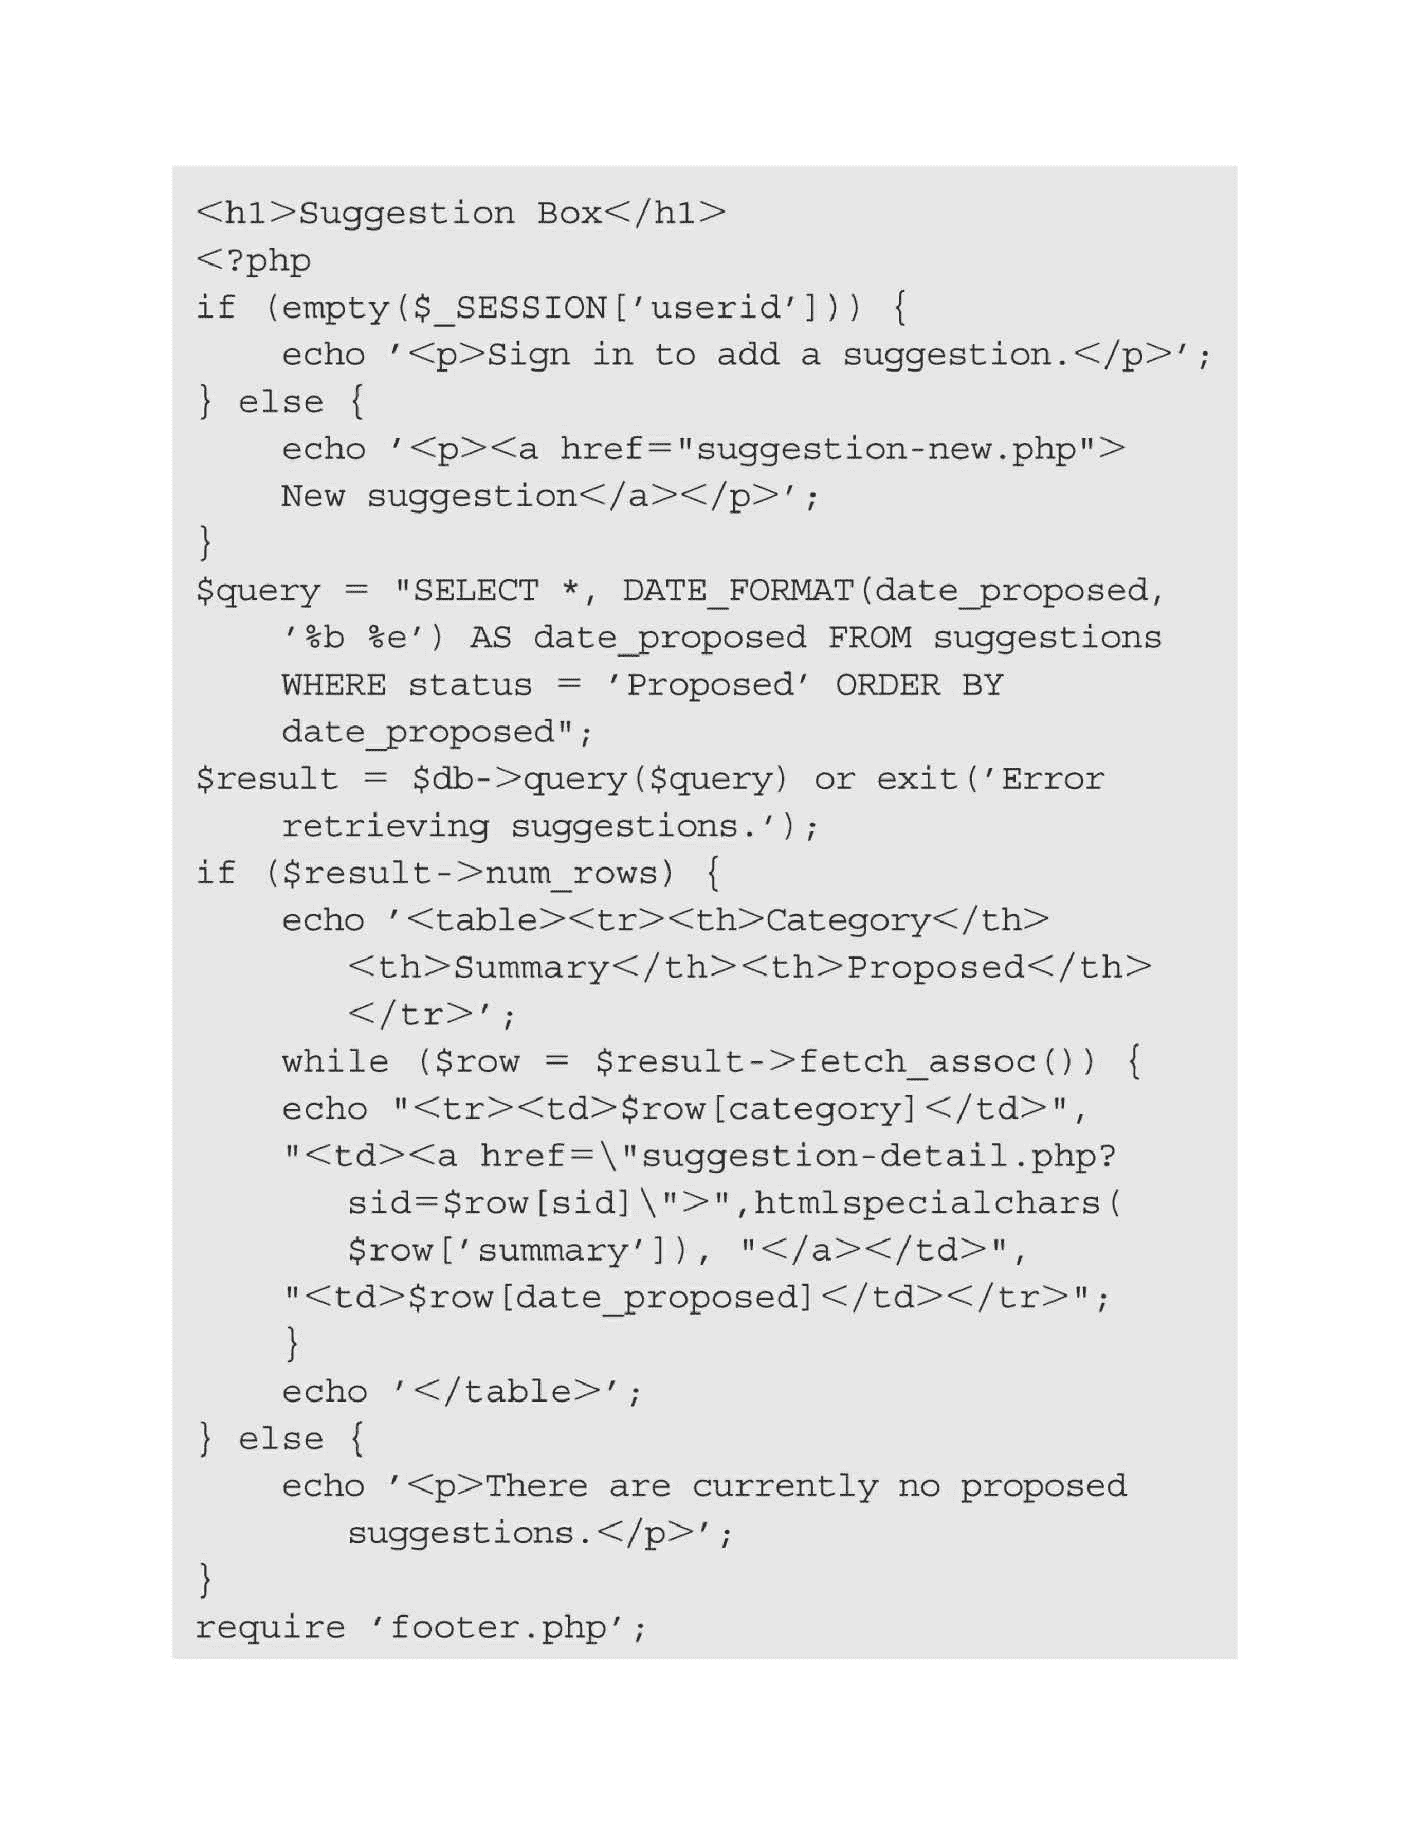 <h1>Suggestion Box</h1>
<?php
if (empty($_SESSION['userid'])) {
    echo '<p>Sign in to add a suggestion.</p>';
} else {
    echo '<p><a href="suggestion-new.php">
    New suggestion</a></p>';
}
$query = "SELECT *, DATE_FORMAT(date_proposed,
    '%b %e') AS date_proposed FROM suggestions
    WHERE status = 'Proposed' ORDER BY
    date_proposed";
$result = $db->query($query) or exit('Error
    retrieving suggestions.');
if ($result->num_rows) {
    echo '<table><tr><th>Category</th>
       <th>Summary</th><th>Proposed</th>
       </tr>';
    while ($row = $result->fetch_assoc()) {
    echo "<tr><td>$row[category]</td>",
    "<td><a href=\"suggestion-detail.php?
       sid=$row[sid]\">",htmlspecialchars(
       $row['summary']), "</a></td>",
    "<td>$row[date_proposed]</td></tr>";
    }
    echo '</table>';
} else {
    echo '<p>There are currently no proposed
       suggestions.</p>';
}
require 'footer.php';